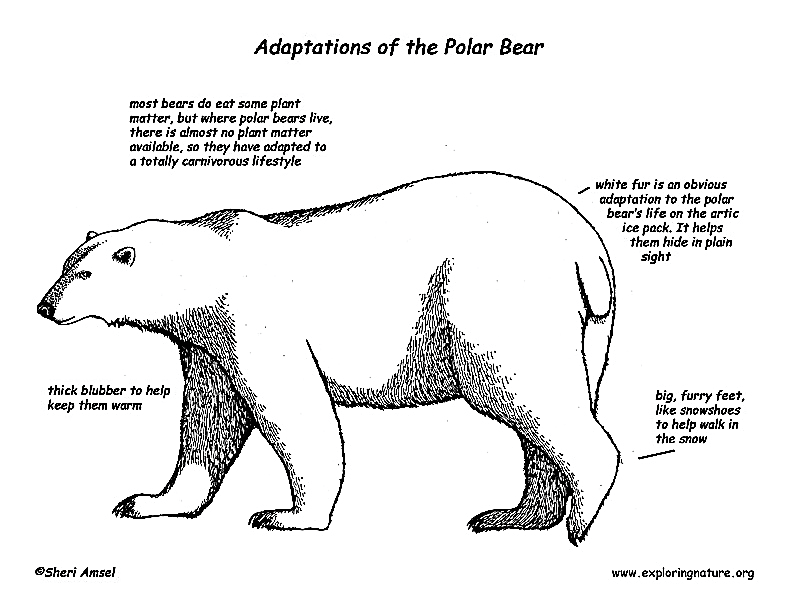 Adaptations of the Polar Bear
most bears do eat some plant
matter, but where polar bears live,
there is almost no plant matter
available, so they have adapted to
a totally carnivorous lifestyle
white fur is an obvious
adaptation to the polar
bear's life on the artic
ice pack. It helps
them hide in plain
sight
thick blubber to help
keep them warm
big, furry feet,
like snowshoes
to help walk in
the snow
©Sheri Amsel
www.exploringnature.org